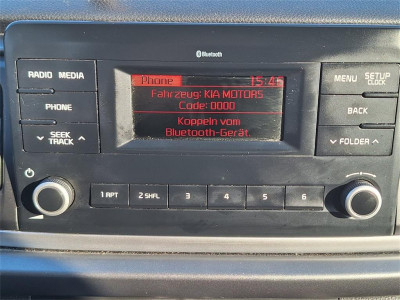 Bluetooth
RADIO MEDIA
PHONE
SEEK
TRACK
Phone 15:45
Fahrzeug: KIA MOTORS
Code: 0000
Koppeln vom
Bluetooth-Gerät
MENU SETUP
CLOCK
BACK
FOLDER
1 RPT 2 SHFL 3 4 5 6